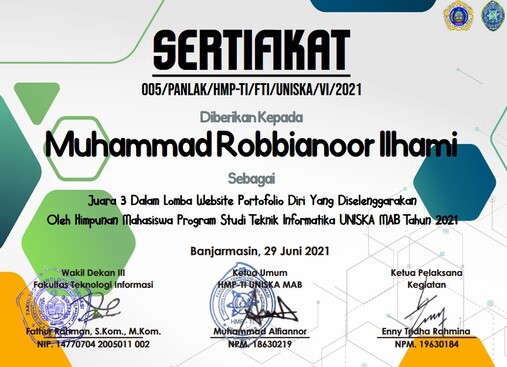 SERTIFIKAT
005/PANLAK/HMP-TI/FTI/UNISKA/VI/2021
Diberikan Kepada
Muhammad Robbianoor Ilhami
Sebagai
Juara 3 Dalam Lomba Website Portofolio Diri Yang Diselenggarakan
Oleh Himpunan Mahasiswa Program Studi Teknik Informatika UNISKA MAB Tahun 2021
Banjarmasin, 29 Juni 2021
Wakil Dekan III
Fakultas Teknologi Informasi
Fathur Rahman, S.Kom., M.Kom.
NIP. 14770704 2005011 002
Ketua Umum
HMP-TI UNISKA MAB
Muhammad Alfiannor
NPM. 18630219
Ketua Pelaksana
Kegiatan
Enny Tridha Rahmina
NPM. 19630184